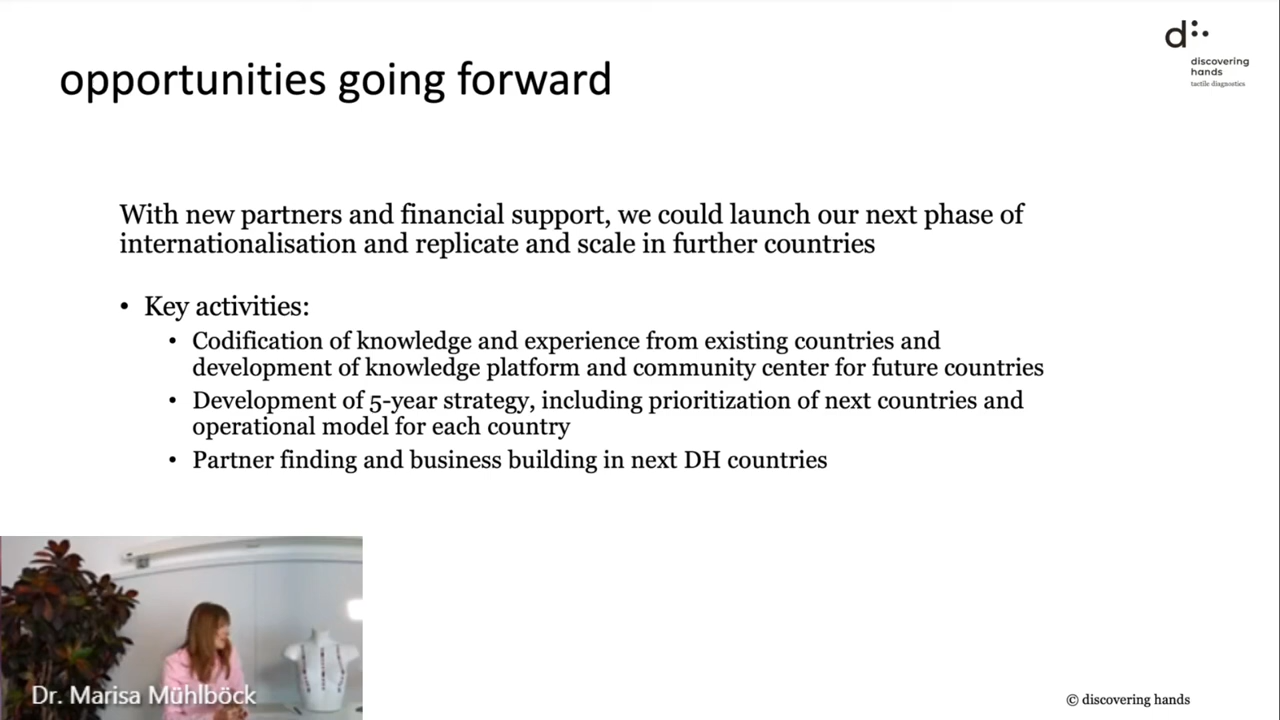 opportunities going forward
d
discovering
hands
tactile diagnostics
With new partners and financial support, we could launch our next phase of
internationalisation and replicate and scale in further countries
• Key activities:
• Codification of knowledge and experience from existing countries and
development of knowledge platform and community center for future countries
• Development of 5-year strategy, including prioritization of next countries and
operational model for each country
• Partner finding and business building in next DH countries
Dr. Marisa Mühlböck
© discovering hands